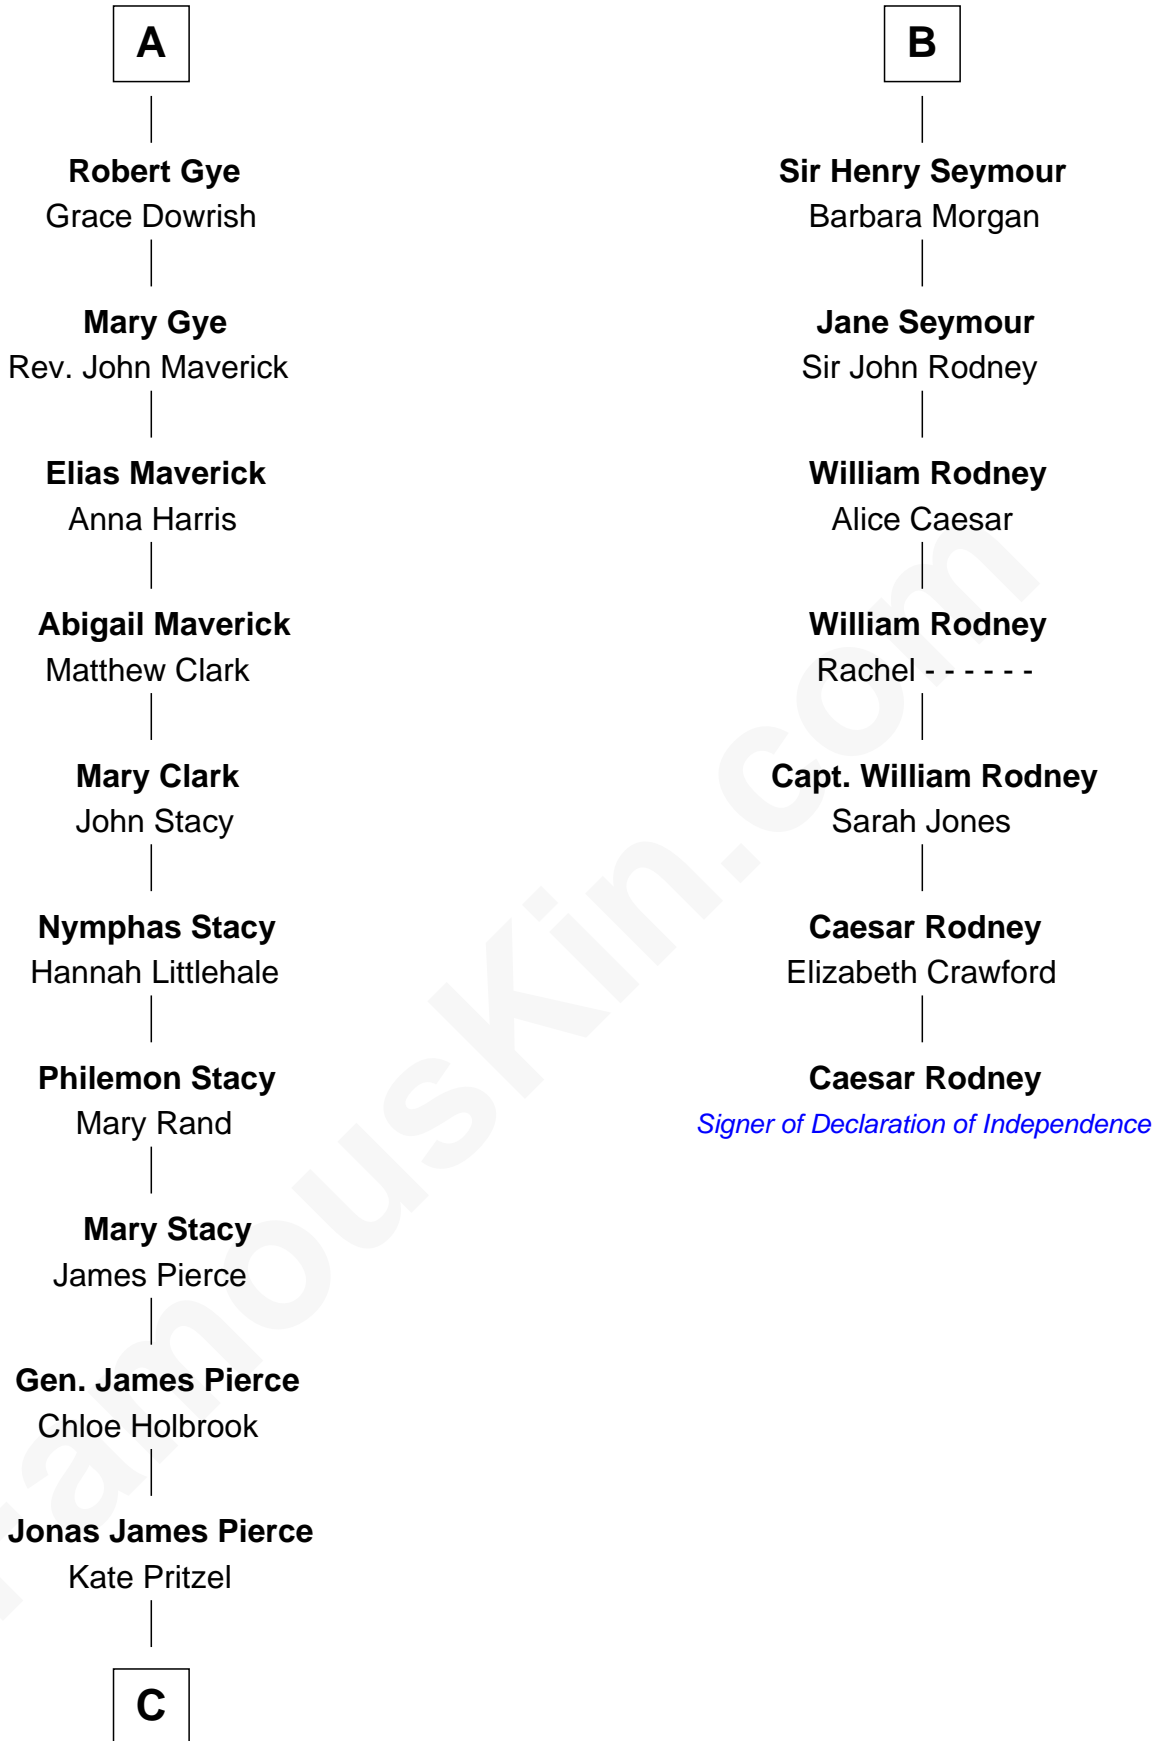 A
Robert Gye
Grace Dowrish
Mary Gye
Rev. John Maverick
Elias Maverick
Anna Harris
Abigail Maverick
Matthew Clark
Mary Clark
John Stacy
Nymphas Stacy
Hannah Littlehale
Philemon Stacy
Mary Rand
Mary Stacy
James Pierce
Gen. James Pierce
Chloe Holbrook
Jonas James Pierce
Kate Pritzel
C
B
Sir Henry Seymour
Barbara Morgan
Jane Seymour
Sir John Rodney
William Rodney
Alice Caesar
William Rodney
Rachel - - - - - -
Capt. William Rodney
Sarah Jones
Caesar Rodney
Elizabeth Crawford
Caesar Rodney
Signer of Declaration of Independence
FamousKin.com